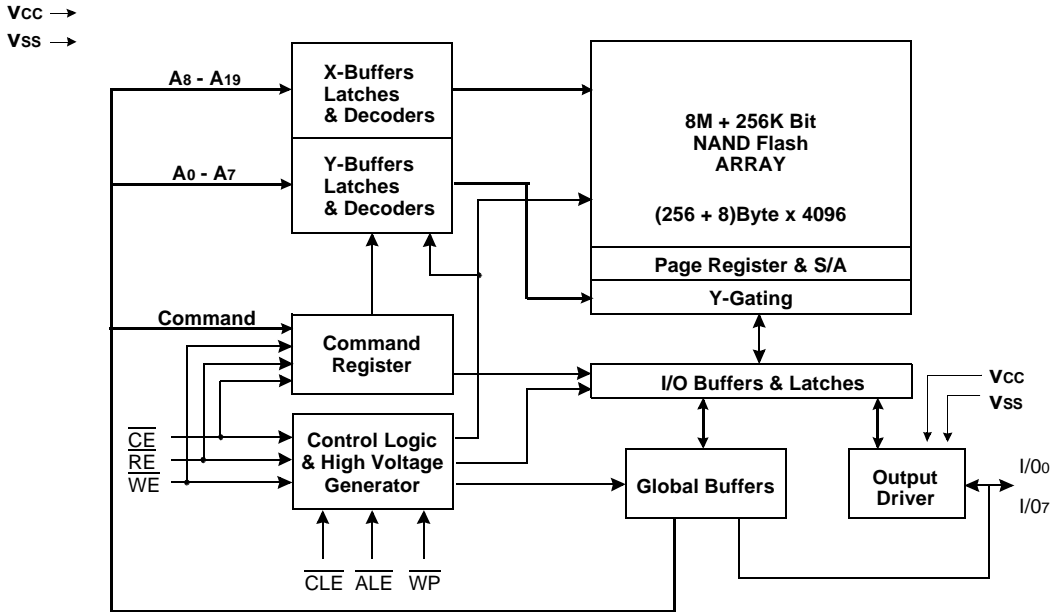 VCC
VSS
A8 - A19
X-Buffers
Latches
& Decoders
8M + 256K Bit
NAND Flash
ARRAY
(256 + 8)Byte x 4096
A0 - A7
Y-Buffers
Latches
& Decoders
Page Register & S/A
Y-Gating
Command
Command
Register
I/O Buffers & Latches
VCC
VSS
CE
RE
WE
Control Logic
& High Voltage
Generator
Global Buffers
Output
Driver
I/00
I/07
CLE
ALE
WP